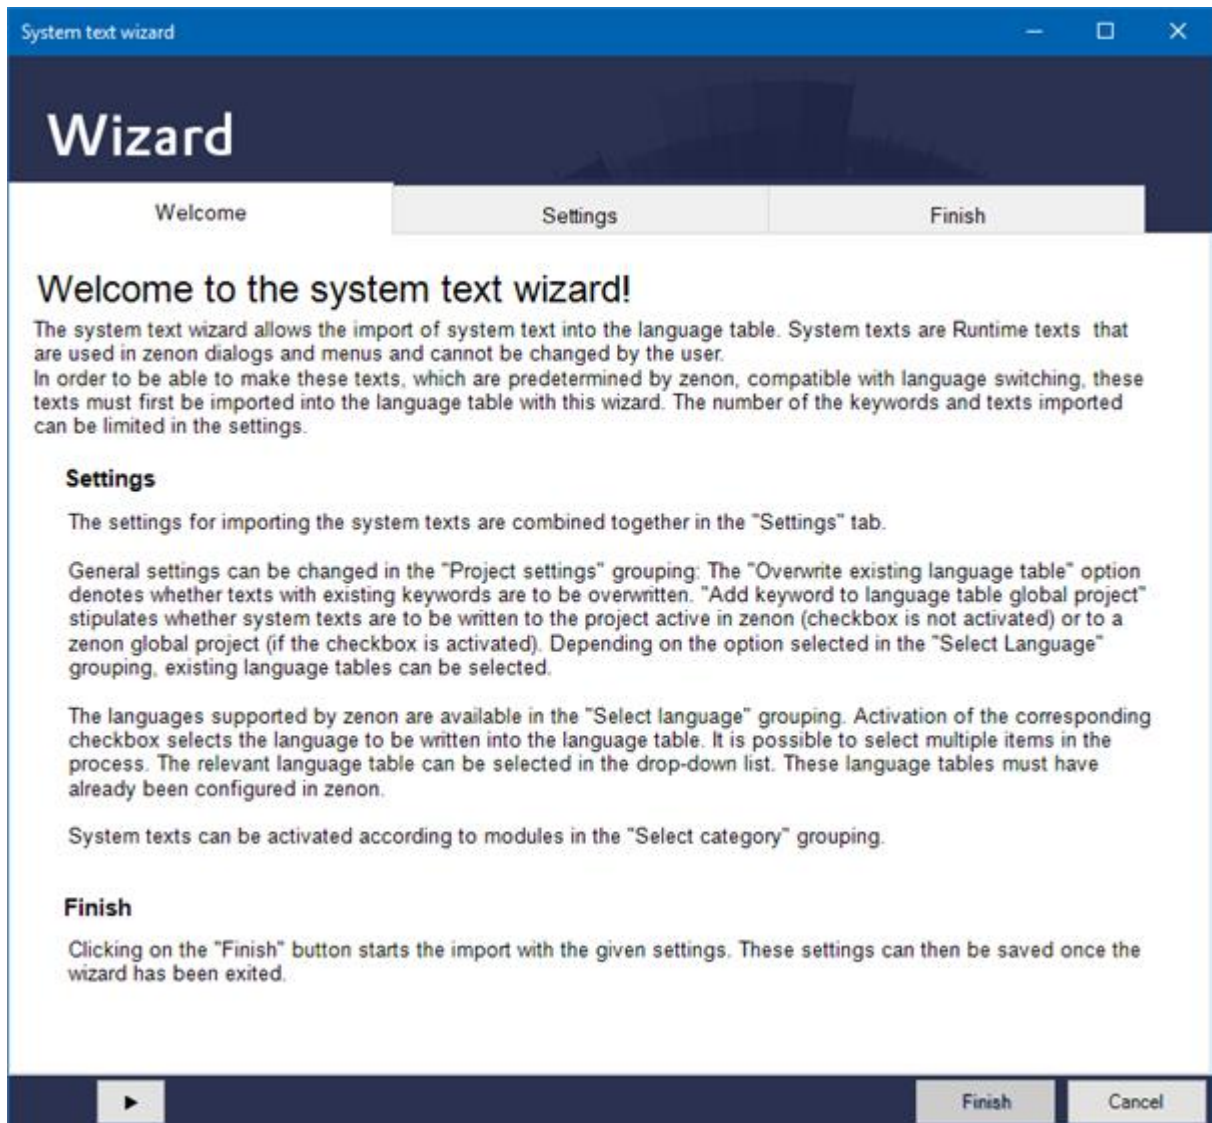 System text wizard
Wizard
Welcome
Settings
Finish
Welcome to the system text wizard!
The system text wizard allows the import of system text into the language table. System texts are Runtime texts  that
are used in zenon dialogs and menus and cannot be changed by the user.
In order to be able to make these texts, which are predetermined by zenon, compatible with language switching, these
texts must first be imported into the language table with this wizard. The number of the keywords and texts imported
can be limited in the settings.
Settings
The settings for importing the system texts are combined together in the "Settings" tab.
General settings can be changed in the "Project settings" grouping: The "Overwrite existing language table" option
denotes whether texts with existing keywords are to be overwritten. "Add keyword to language table global project"
stipulates whether system texts are to be written to the project active in zenon (checkbox is not activated) or to a
zenon global project (if the checkbox is activated). Depending on the option selected in the "Select Language"
grouping, existing language tables can be selected.
The languages supported by zenon are available in the "Select language" grouping. Activation of the corresponding
checkbox selects the language to be written into the language table. It is possible to select multiple items in the
process. The relevant language table can be selected in the drop-down list. These language tables must have
already been configured in zenon.
System texts can be activated according to modules in the "Select category" grouping.
Finish
Clicking on the "Finish" button starts the import with the given settings. These settings can then be saved once the
wizard has been exited.
Finish
Cancel